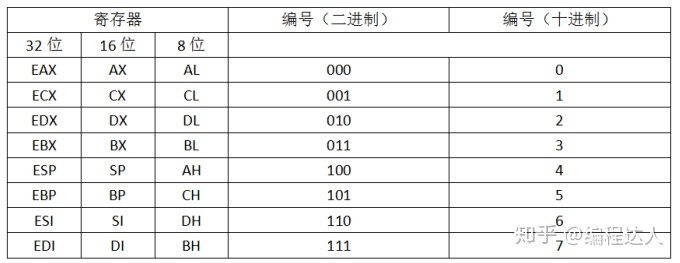 寄存器 编号（二进制） 编号（十进制）
32 位 16 位 8 位
EAX AX AL 000 0
ECX CX CL 001 1
EDX DX DL 010 2
EBX BX BL 011 3
ESP SP AH 100 4
EBP BP CH 101 5
ESI SI DH 110 6
EDI DI BH 111 7
知乎 @编程达人